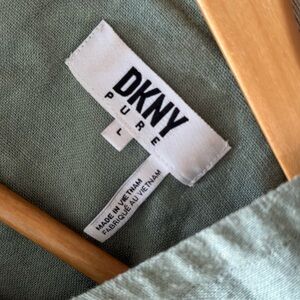 DKNY
PURE
L
MADE IN VIETNAM
FABRIQUÉ AU VIETNAM